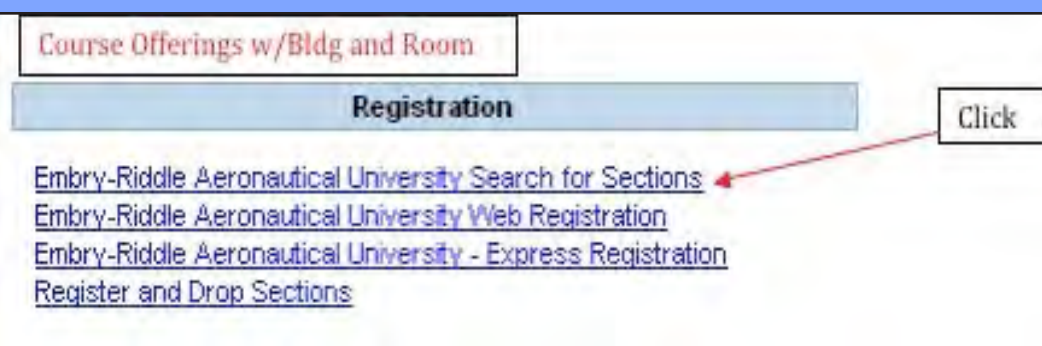 Course Offerings w/Bldg and Room
Registration
Click
Embry-Riddle Aeronautical University Search for Sections
Embry-Riddle Aeronautical University Web Registration
Embry-Riddle Aeronautical University - Express Registration
Register and Drop Sections